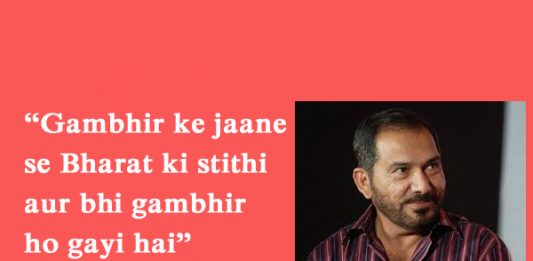 “Gambhir ke jaane
se Bharat ki stithi
aur bhi gambhir
ho gayi hai”